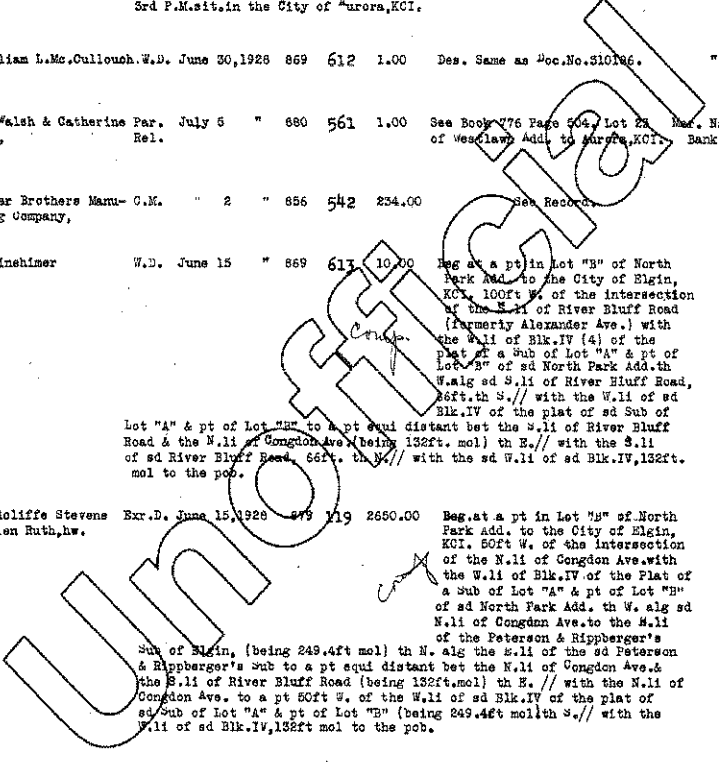 3rd P.M.sit.in the City of Aurora,KCI.
liam L.Mc.Cullouch.W.D. June 30,1928 869 612 1.00 Des. Same as Doc.No.310186. "
Walsh & Catherine Par. July 5 " 880 561 1.00 See Book 776 Page 504, Lot 23 Mer. N
, Rel. of Westlawn Add. to Aurora,KCI. Bank
er Brothers Manu- C.M. " 2 " 856 542 234.00 See Record.
g Company,
inehimer W.D. June 15 " 869 613 10.00 Beg at a pt in Lot "B" of North
Park Add. to the City of Elgin,
KCI. 100ft W. of the intersection
of the S.li of River Bluff Road
(formerly Alexander Ave.) with
the W.li of Blk.IV (4) of the
plat of a Sub of Lot "A" & pt of
Lot "B" of sd North Park Add.th
W.alg sd S.li of River Bluff Road,
66ft.th S.// with the W.li of sd
Blk.IV of the plat of sd Sub of
Comp.
Lot "A" & pt of Lot "B" to a pt equi distant bet the S.li of River Bluff
Road & the N.li of Congdon Ave.(being 132ft. mol) th E.// with the S.li
of sd River Bluff Road, 66ft. th N.// with the sd W.li of sd Blk.IV,132ft.
mol to the pob.
dcliffe Stevens Exr.D. June 15,1928 879 119 2650.00 Beg.at a pt in Lot "B" of North
en Ruth,hw. Park Add. to the City of Elgin,
KCI. 50ft W. of the intersection
of the N.li of Congdon Ave.with
the W.li of Blk.IV of the Plat of
a Sub of Lot "A" & pt of Lot "B"
of sd North Park Add. th W. alg sd
N.li of Congdon Ave.to the E.li
of the Peterson & Rippberger's
Sub of Elgin, (being 249.4ft mol) th N. alg the E.li of the sd Peterson
& Rippberger's Sub to a pt equi distant bet the N.li of Congdon Ave.&
the S.li of River Bluff Road (being 132ft.mol) th E. // with the N.li of
Congdon Ave. to a pt 50ft W. of the W.li of sd Blk.IV of the plat of
sd Sub of Lot "A" & pt of Lot "B" (being 249.4ft mol)th S.// with the
W.li of sd Blk.IV,132ft mol to the pob.
Unofficial